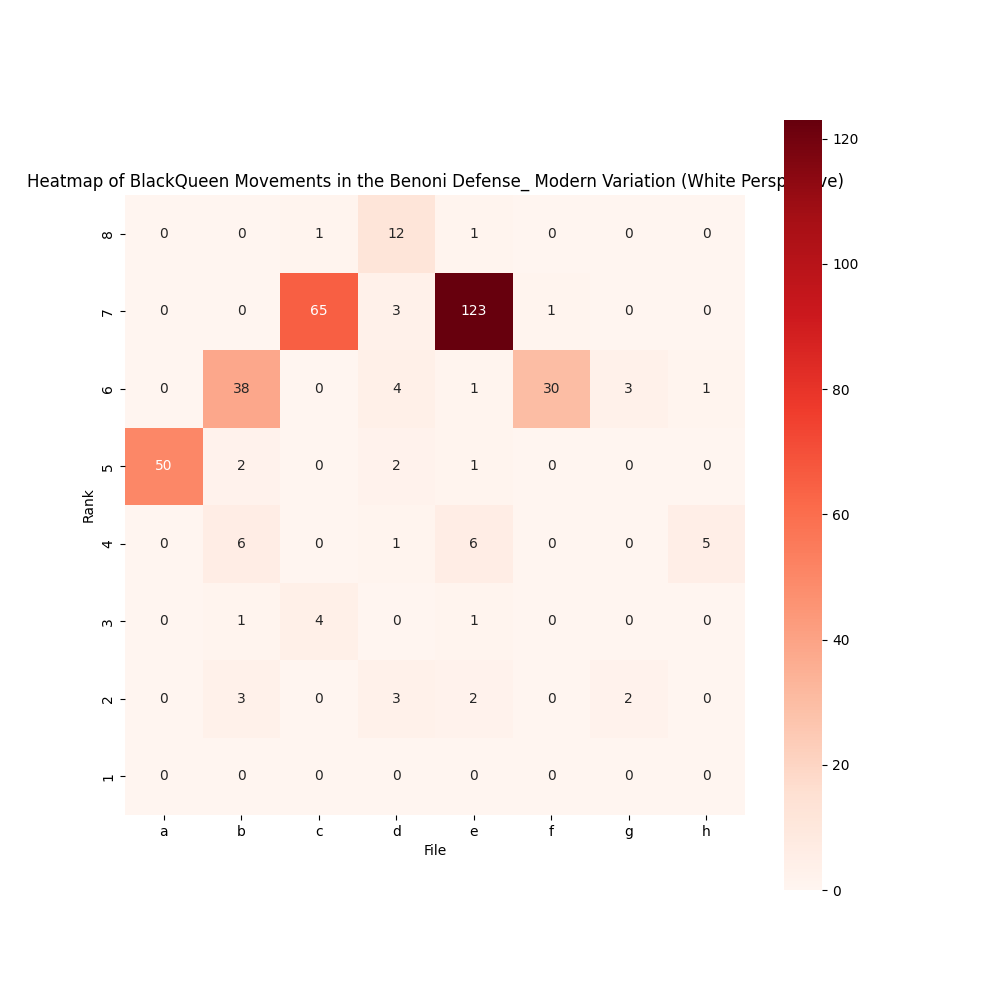 Heatmap of BlackQueen Movements in the Benoni Defense_ Modern Variation (White Persp ve)
8 0 0 1 12 1 0 0 0
7 0 0 65 3 123 1 0 0
6 0 38 0 4 1 30 3 1
5 50 2 0 2 1 0 0 0
4 0 6 0 1 6 0 0 5
3 0 1 4 0 1 0 0 0
2 0 3 0 3 2 0 2 0
1 0 0 0 0 0 0 0 0
Rank
a b c d e f g h
File
120
100
80
60
40
20
0